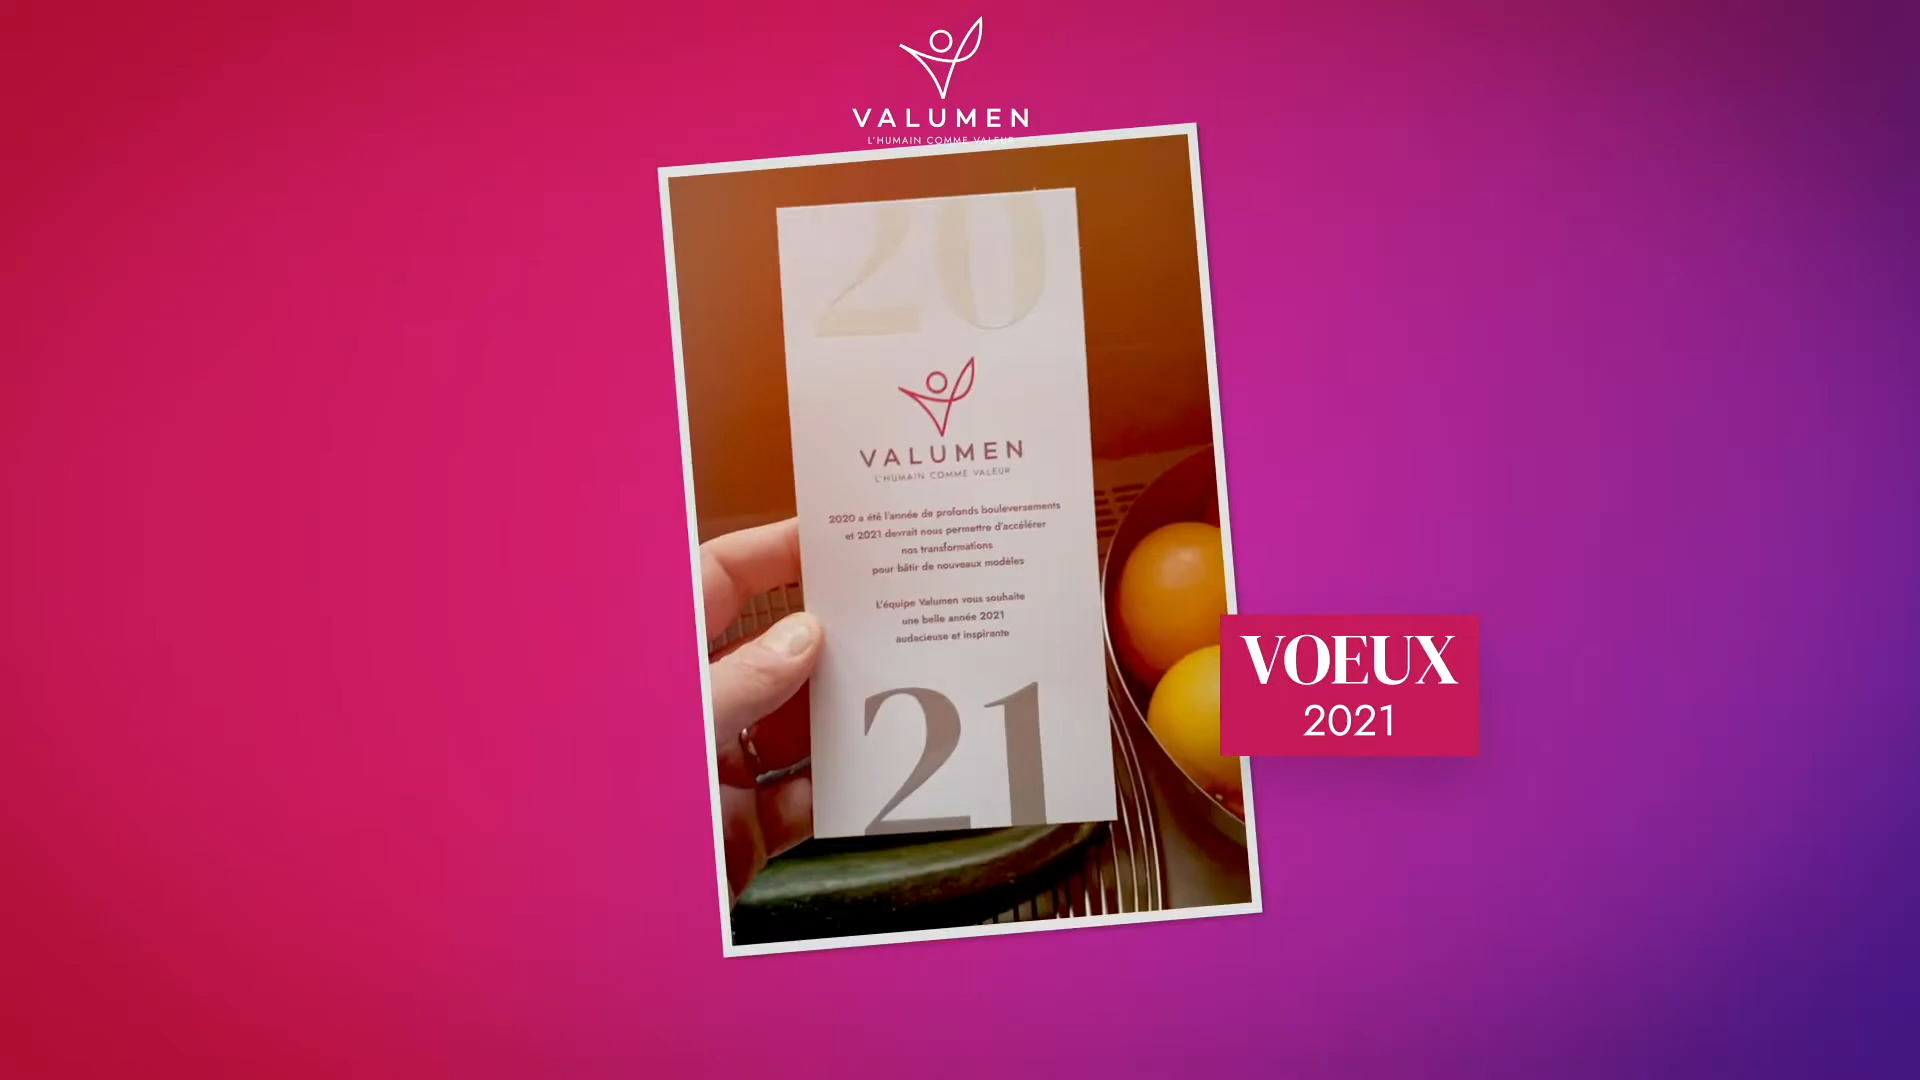 VALUMEN
L'HUMAIN COMME VALEUR
20
VALUMEN
L'HUMAIN COMME VALEUR
2020 a été l'année de profonds bouleversements
et 2021 devrait nous permettre d'accélérer
nos transformations
pour bâtir de nouveaux modèles
L'équipe Valumen vous souhaite
une belle année 2021
audacieuse et inspirante
21
VOEUX
2021